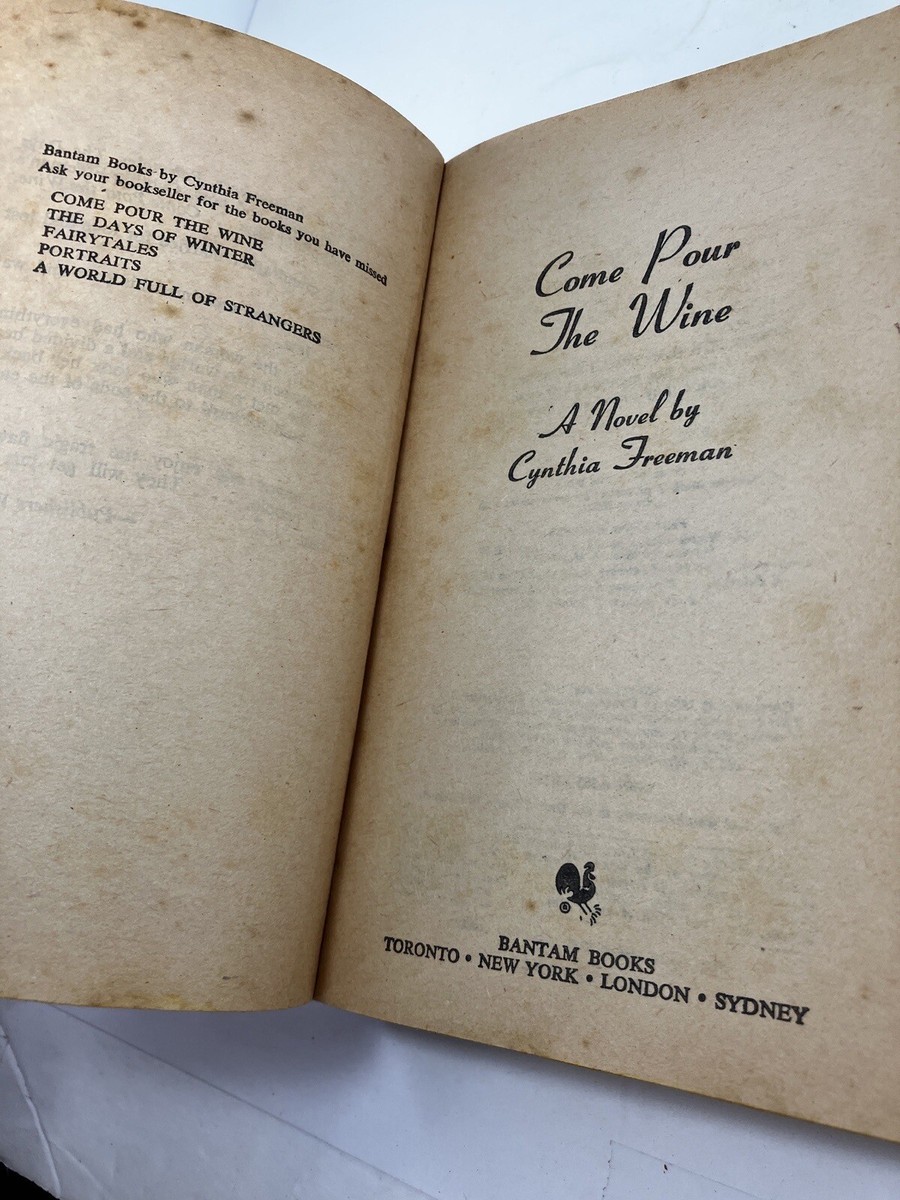 Bantam Books by Cynthia Freeman
Ask your bookseller for the books you have missed
COME POUR THE WINE
THE DAYS OF WINTER
FAIRYTALES
PORTRAITS
A WORLD FULL OF STRANGERS
Come Pour
The Wine
A Novel by
Cynthia Freeman
BANTAM BOOKS
TORONTO • NEW YORK • LONDON • SYDNEY